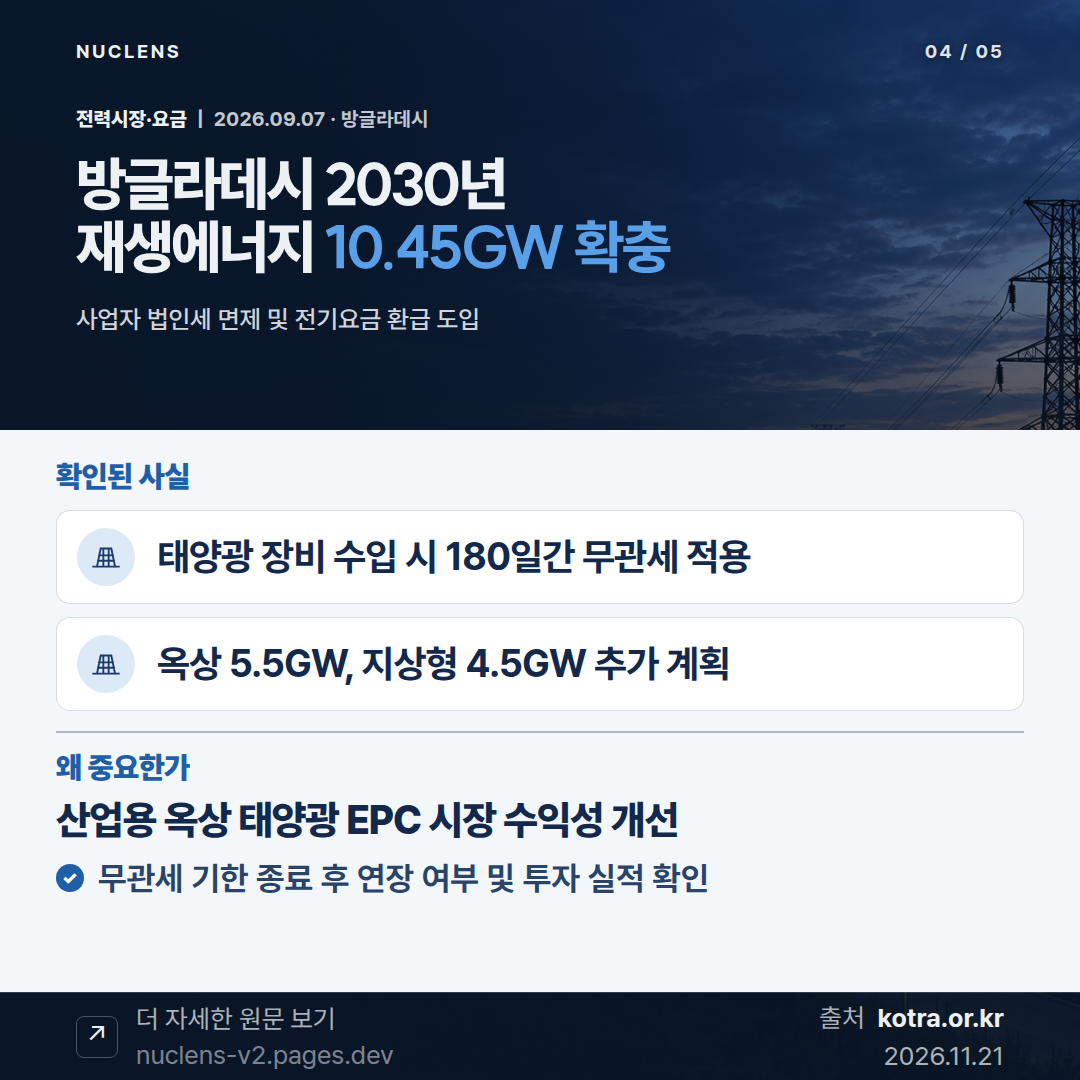 NUCLENS
04 / 05
전력시장·요금 | 2026.09.07 · 방글라데시
방글라데시 2030년
재생에너지 10.45GW 확충
사업자 법인세 면제 및 전기요금 환급 도입
확인된 사실
태양광 장비 수입 시 180일간 무관세 적용
옥상 5.5GW, 지상형 4.5GW 추가 계획
왜 중요한가
산업용 옥상 태양광 EPC 시장 수익성 개선
무관세 기한 종료 후 연장 여부 및 투자 실적 확인
더 자세한 원문 보기
nuclens-v2.pages.dev
출처 kotra.or.kr
2026.11.21